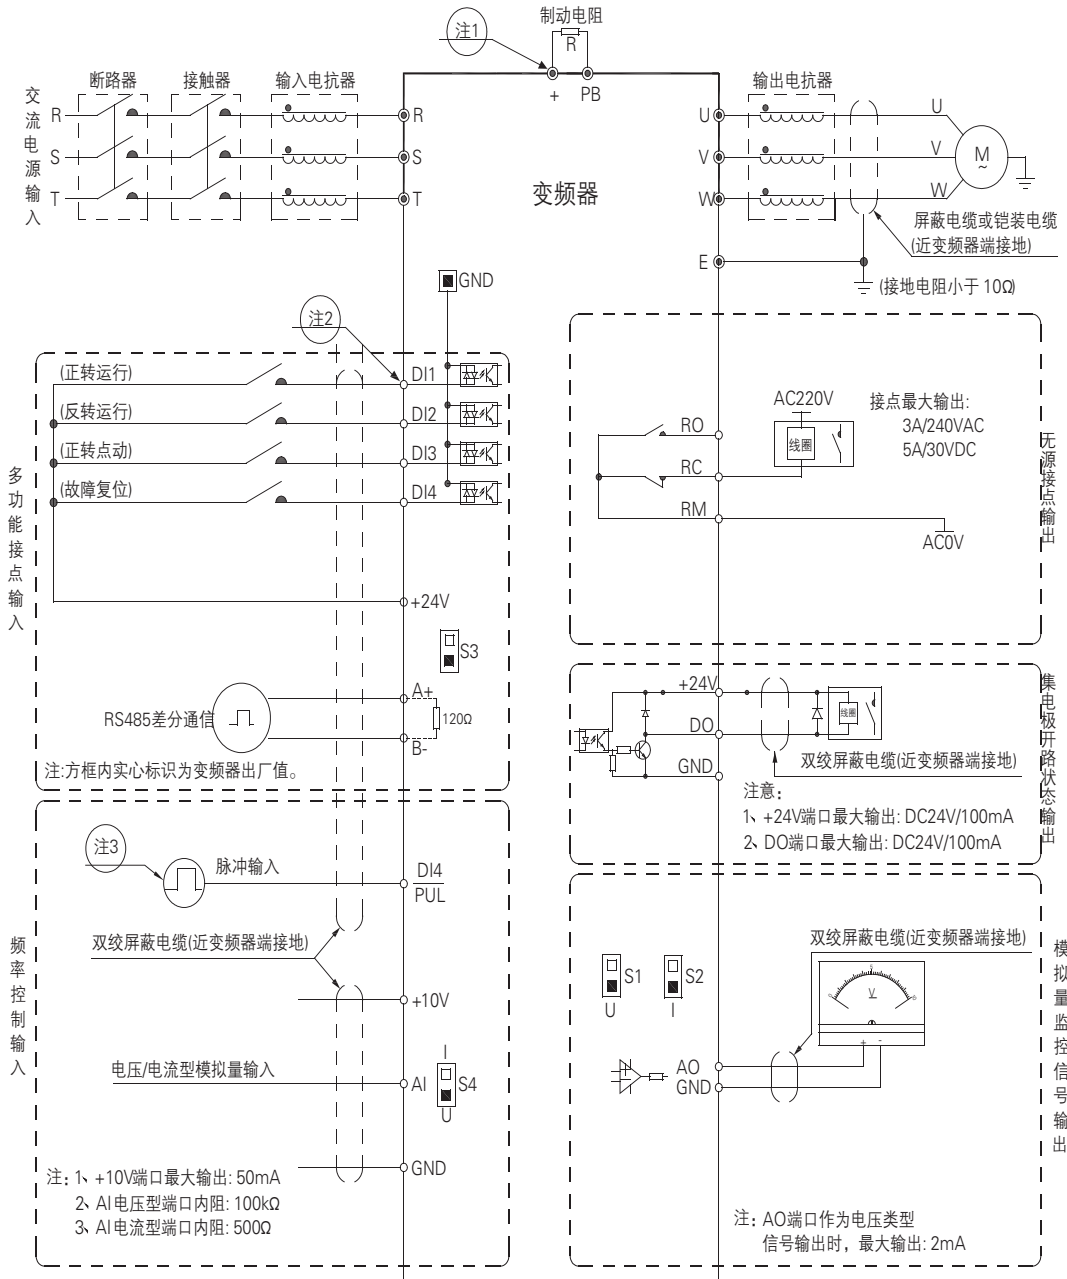 注1
制动电阻
R
+ PB
断路器 接触器 输入电抗器
交流电源输入
R R
S S
T T
变频器
输出电抗器
U U
V V
W W
M
~
屏蔽电缆或铠装电缆
(近变频器端接地)
E
(接地电阻小于 10Ω)
GND
注2
多功能接点输入
(正转运行) DI1
(反转运行) DI2
(正转点动) DI3
(故障复位) DI4
+24V
S3
A+
RS485差分通信 120Ω
B-
注:方框内实心标识为变频器出厂值。
频率控制输入
注3
脉冲输入
DI4
PUL
双绞屏蔽电缆(近变频器端接地)
+10V
电压/电流型模拟量输入
AI
I
S4
U
GND
注: 1、+10V端口最大输出: 50mA
2、AI 电压型端口内阻: 100kΩ
3、AI 电流型端口内阻: 500Ω
无源接点输出
AC220V
线圈
接点最大输出:
3A/240VAC
5A/30VDC
RO
RC
RM
AC0V
集电极开路状态输出
+24V
DO
GND
线圈
双绞屏蔽电缆(近变频器端接地)
注意:
1、+24V端口最大输出: DC24V/100mA
2、DO端口最大输出: DC24V/100mA
模拟量监控信号输出
双绞屏蔽电缆(近变频器端接地)
S1 S2
U I
V
+ -
AO
GND
注: AO端口作为电压类型
信号输出时，最大输出: 2mA